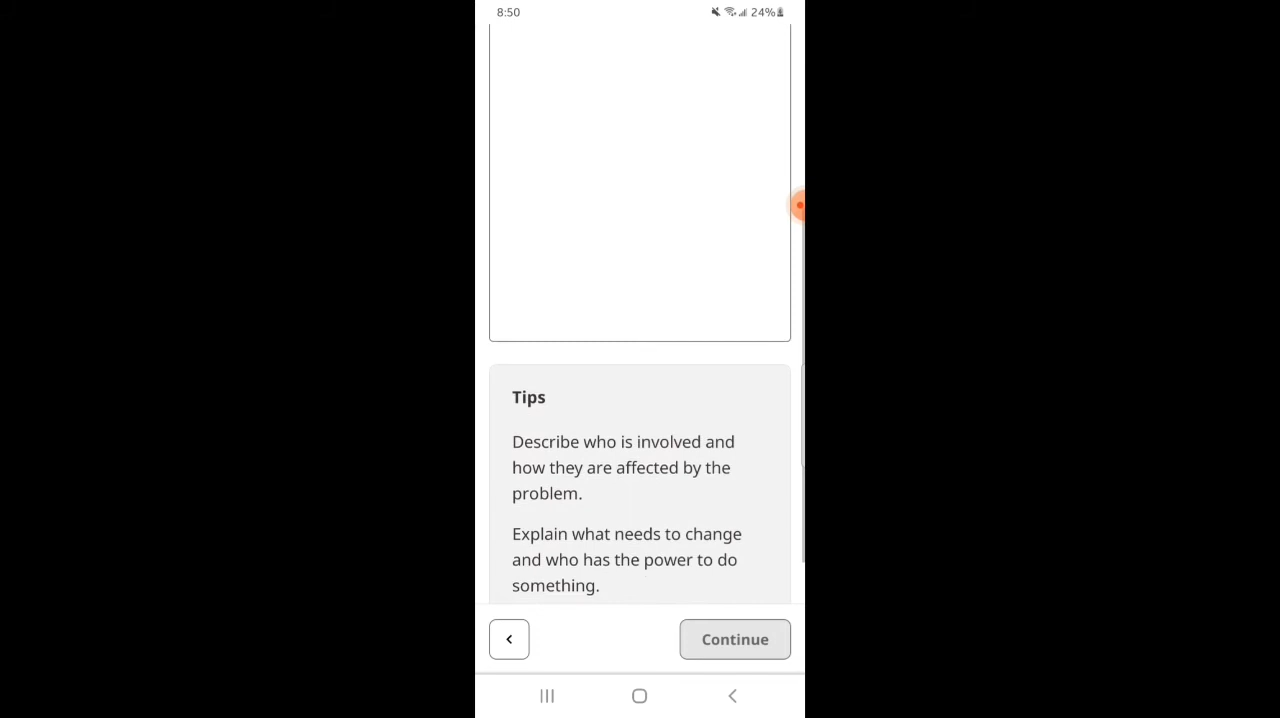 8:50
24%
Tips
Describe who is involved and
how they are affected by the
problem.
Explain what needs to change
and who has the power to do
something.
Continue